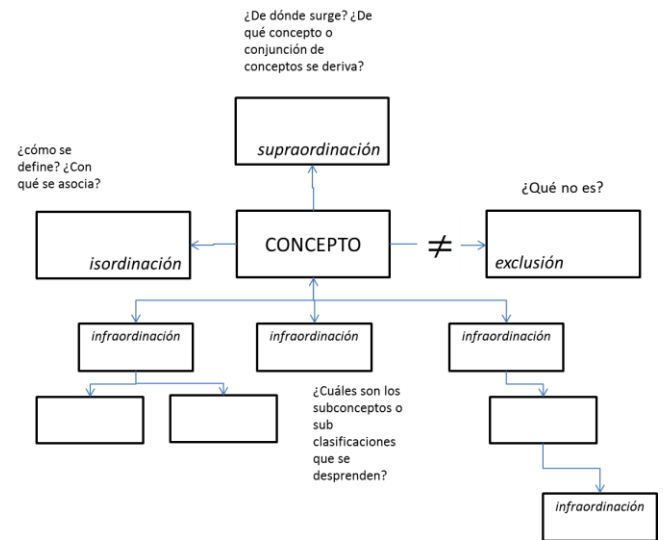 ¿De dónde surge? ¿De
qué concepto o
conjunción de
conceptos se deriva?
supraordinación
¿cómo se
define? ¿Con
qué se asocia?
¿Qué no es?
isordinación
CONCEPTO
≠
exclusión
infraordinación
infraordinación
infraordinación
¿Cuáles son los
subconceptos o
sub
clasificaciones
que se
desprenden?
infraordinación